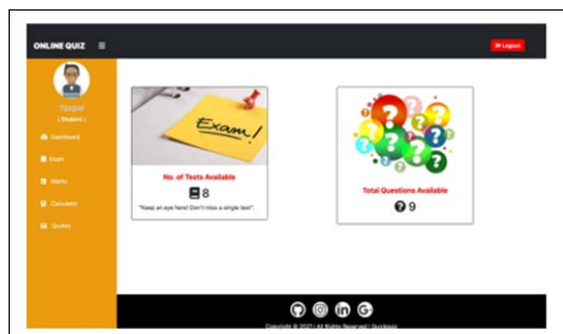 ONLINE QUIZ
Logout
Yaspal
( Student )
Dashboard
Exam
Marks
Calculator
Quotes
Exam!
No. of Tests Available
8
"Keep an eye here! Don't miss a single test".
Total Questions Available
9
Copyright © 2021 | All Rights Reserved | Quickquiz